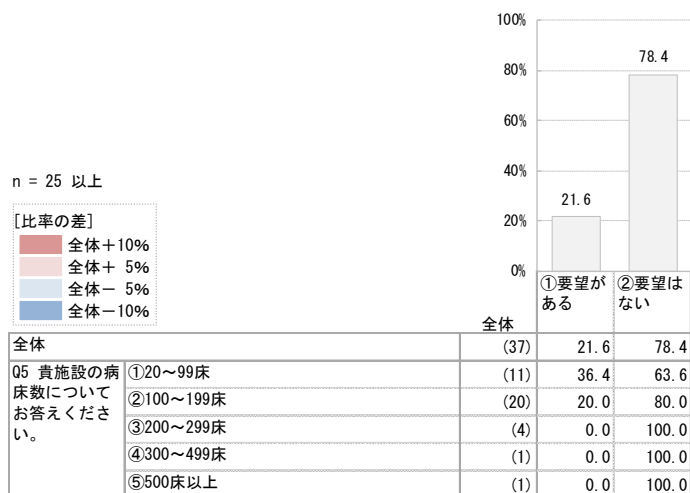 100%
80%
60%
40%
20%
0%
78.4
21.6
n = 25 以上
[比率の差]
全体+10%
全体+ 5%
全体- 5%
全体-10%
全体
①要望が
ある
②要望は
ない
全体 (37) 21.6 78.4
Q5 貴施設の病
床数について
お答えくださ
い。
①20~99床 (11) 36.4 63.6
②100~199床 (20) 20.0 80.0
③200~299床 (4) 0.0 100.0
④300~499床 (1) 0.0 100.0
⑤500床以上 (1) 0.0 100.0